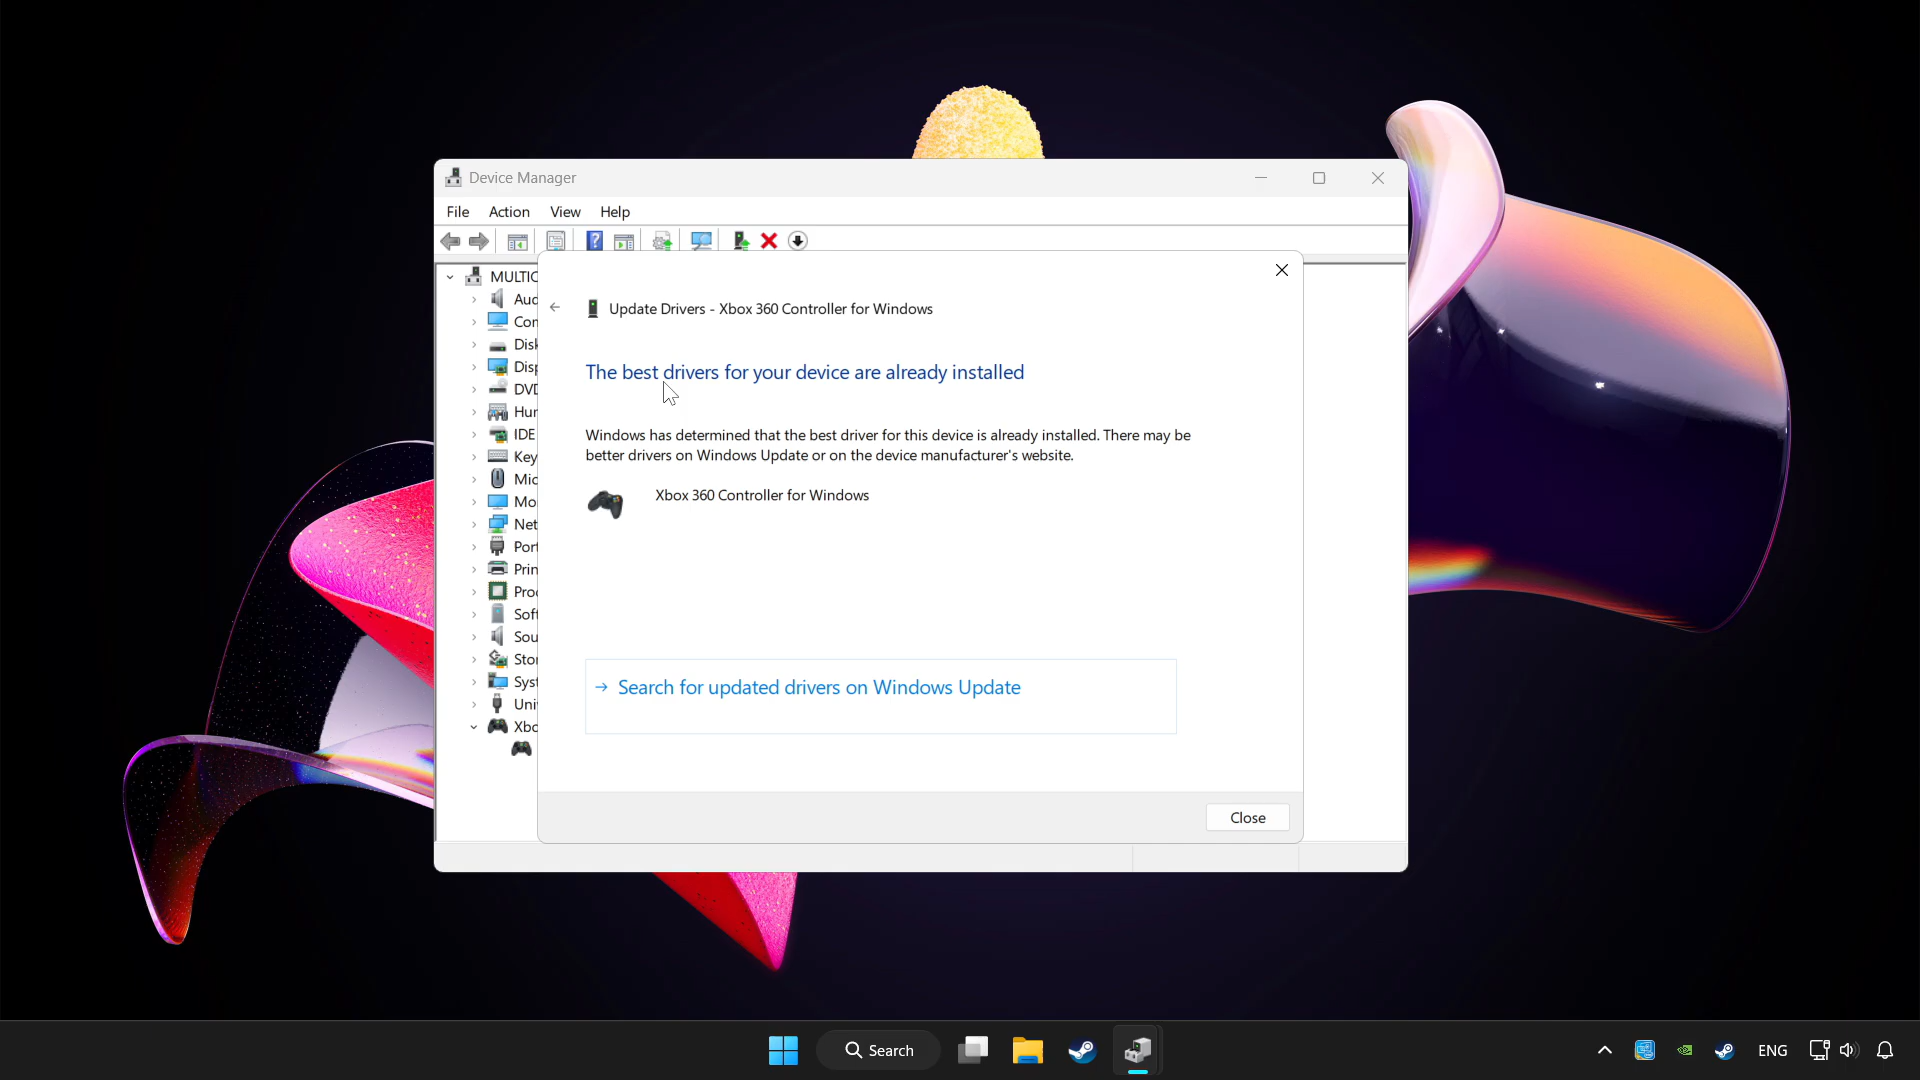 Device Manager
File Action View Help
MULTIC
Aud
Con
Disk
Disp
DVD
Hur
IDE
Key
Mic
Mo
Net
Port
Prin
Proc
Soft
Sou
Stor
Syst
Uni
Xbo
Update Drivers - Xbox 360 Controller for Windows
The best drivers for your device are already installed
Windows has determined that the best driver for this device is already installed. There may be
better drivers on Windows Update or on the device manufacturer's website.
Xbox 360 Controller for Windows
Search for updated drivers on Windows Update
Close
Search
ENG